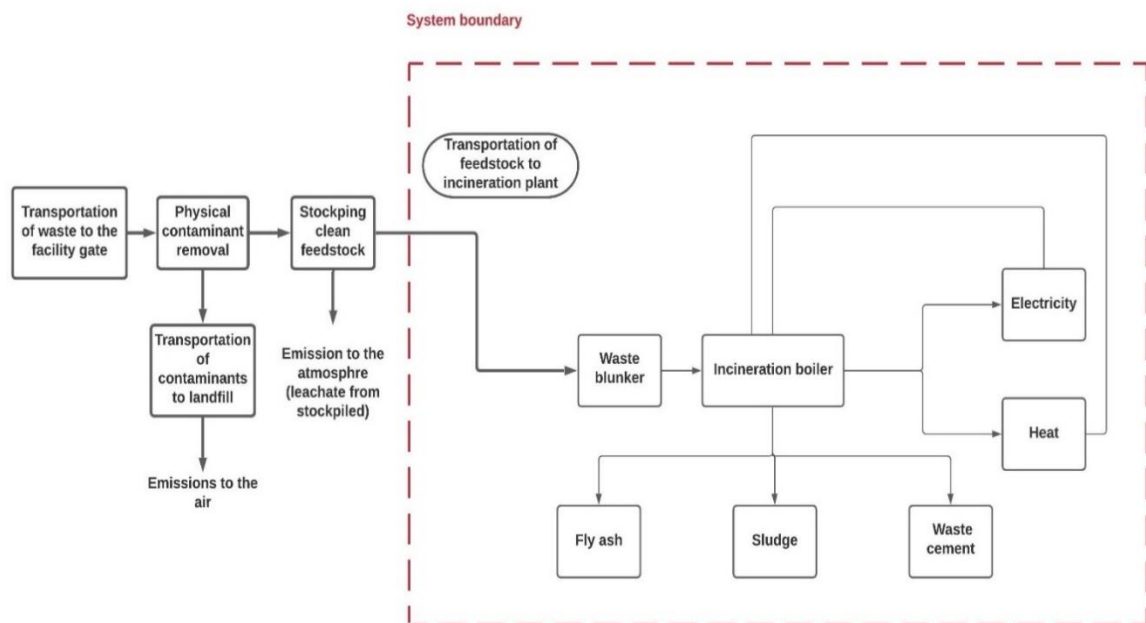 System boundary
Transportation of
feedstock to
incineration plant
Transportation
of waste to the
facility gate
Physical
contaminant
removal
Stockping
clean
feedstock
Transportation
of
contaminants
to landfill
Emission to the
atmosphre
(leachate from
stockpiled)
Emissions to the
air
Waste
blunker
Incineration boiler
Electricity
Heat
Fly ash
Sludge
Waste
cement